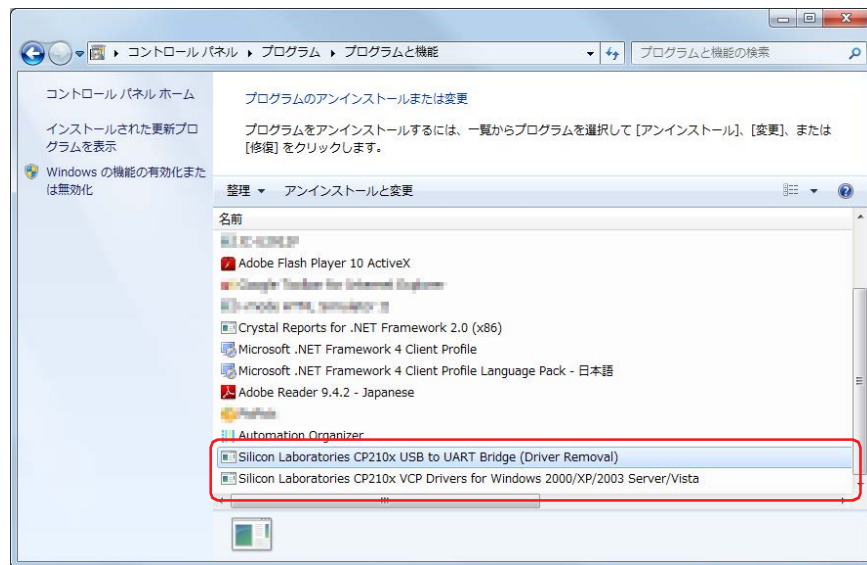 コントロール パネル ▸ プログラム ▸ プログラムと機能
プログラムと機能の検索
コントロール パネル ホーム
インストールされた更新プロ
グラムを表示
Windows の機能の有効化また
は無効化
プログラムのアンインストールまたは変更
プログラムをアンインストールするには、一覧からプログラムを選択して [アンインストール]、[変更]、または
[修復] をクリックします。
整理 アンインストールと変更
名前
Adobe Flash Player 10 ActiveX
Crystal Reports for .NET Framework 2.0 (x86)
Microsoft .NET Framework 4 Client Profile
Microsoft .NET Framework 4 Client Profile Language Pack - 日本語
Adobe Reader 9.4.2 - Japanese
Automation Organizer
Silicon Laboratories CP210x USB to UART Bridge (Driver Removal)
Silicon Laboratories CP210x VCP Drivers for Windows 2000/XP/2003 Server/Vista